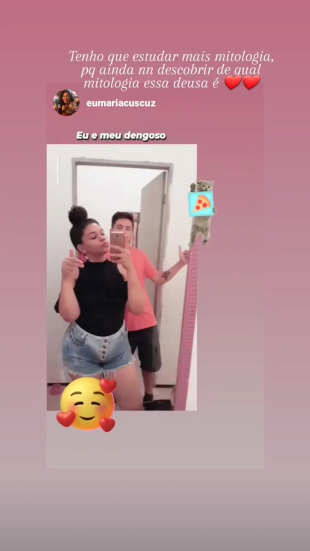 Tenho que estudar mais mitologia,
pq ainda nn descobrir de qual
mitologia essa deusa é ❤️❤️
eumariacuscuz
Eu e meu dengoso